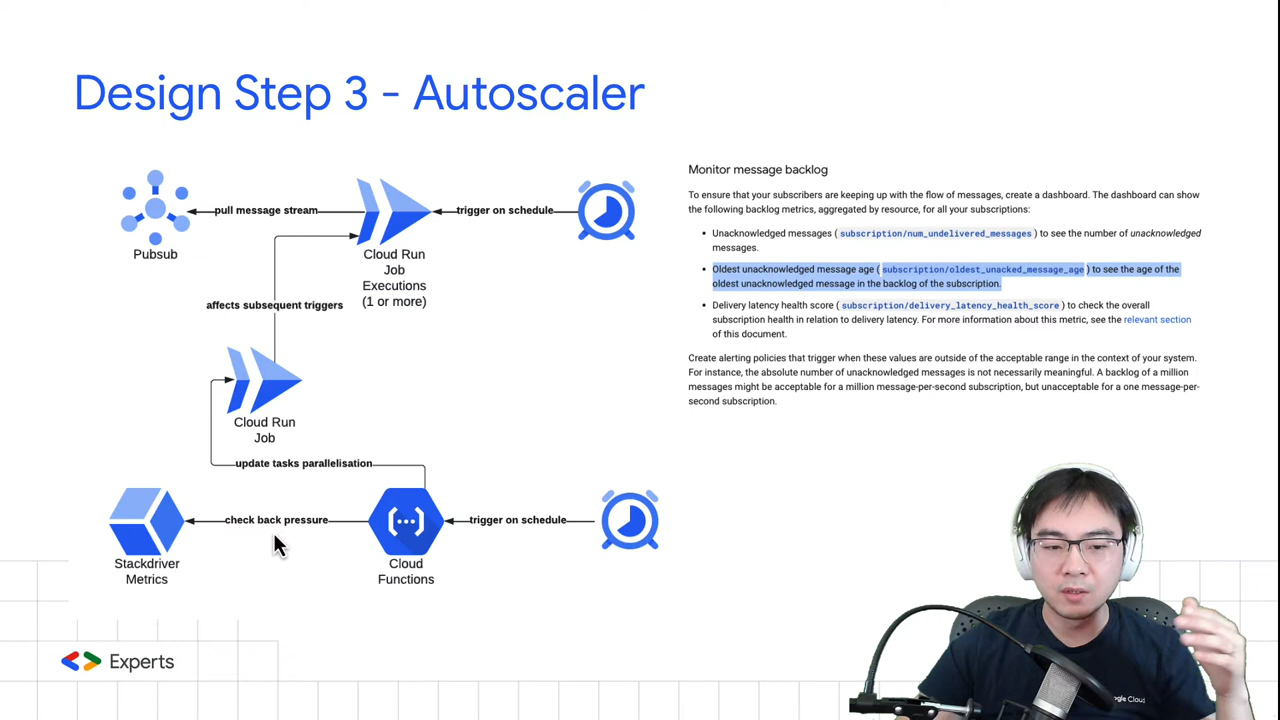 Design Step 3 - Autoscaler
Pubsub
pull message stream
Cloud Run
Job
Executions
(1 or more)
trigger on schedule
affects subsequent triggers
Cloud Run
Job
update tasks parallelisation
Stackdriver
Metrics
check back pressure
Cloud
Functions
trigger on schedule
Monitor message backlog
To ensure that your subscribers are keeping up with the flow of messages, create a dashboard. The dashboard can show
the following backlog metrics, aggregated by resource, for all your subscriptions:
• Unacknowledged messages ( subscription/num_undelivered_messages ) to see the number of unacknowledged
messages.
• Oldest unacknowledged message age ( subscription/oldest_unacked_message_age ) to see the age of the
oldest unacknowledged message in the backlog of the subscription.
• Delivery latency health score ( subscription/delivery_latency_health_score ) to check the overall
subscription health in relation to delivery latency. For more information about this metric, see the relevant section
of this document.
Create alerting policies that trigger when these values are outside of the acceptable range in the context of your system.
For instance, the absolute number of unacknowledged messages is not necessarily meaningful. A backlog of a million
messages might be acceptable for a million message-per-second subscription, but unacceptable for a one message-per-
second subscription.
Experts
oogle Cloud